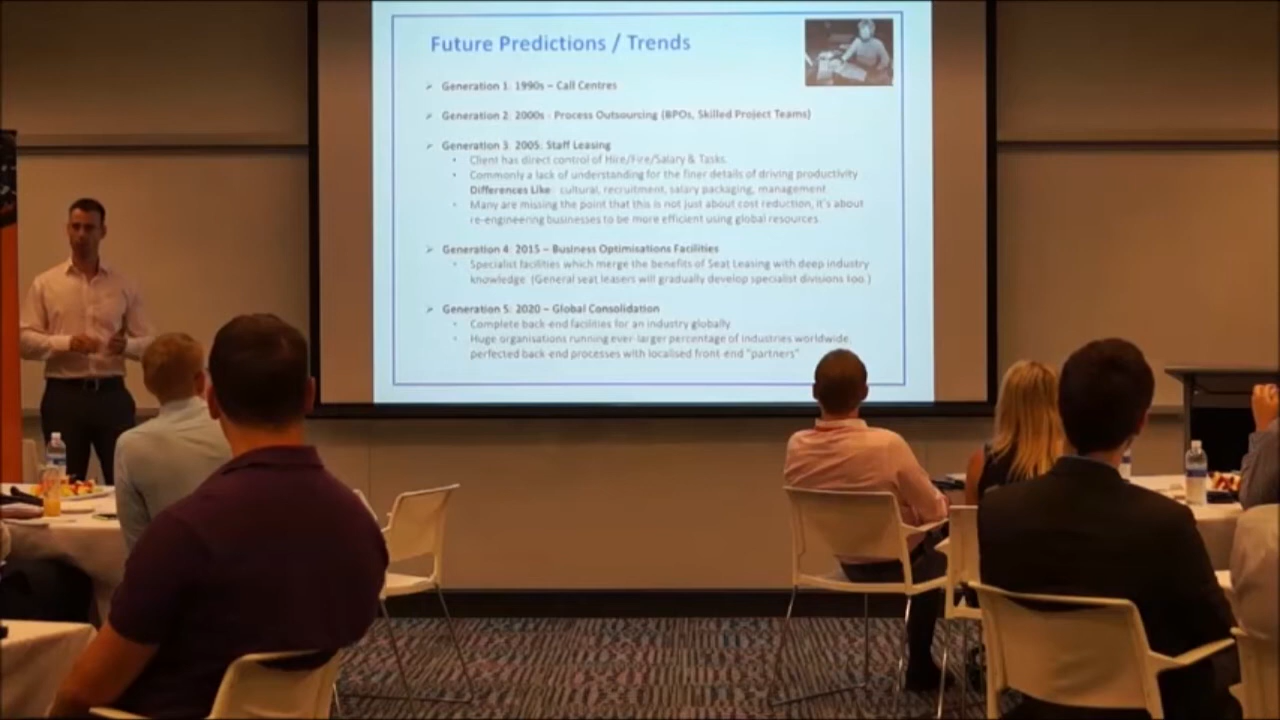 Future Predictions / Trends
➢ Generation 1: 1990s – Call Centres
➢ Generation 2: 2000s - Process Outsourcing (BPOs, Skilled Project Teams)
➢ Generation 3: 2005: Staff Leasing
• Client has direct control of Hire/Fire/Salary & Tasks.
• Commonly a lack of understanding for the finer details of driving productivity
Differences Like : cultural, recruitment, salary packaging, management.
• Many are missing the point that this is not just about cost reduction, it's about
re-engineering businesses to be more efficient using global resources.
➢ Generation 4: 2015 – Business Optimisations Facilities
• Specialist facilities which merge the benefits of Seat Leasing with deep industry
knowledge. (General seat leasers will gradually develop specialist divisions too.)
➢ Generation 5: 2020 – Global Consolidation
• Complete back-end facilities for an industry globally
• Huge organisations running ever-larger percentage of industries worldwide,
perfected back-end processes with localised front-end "partners"